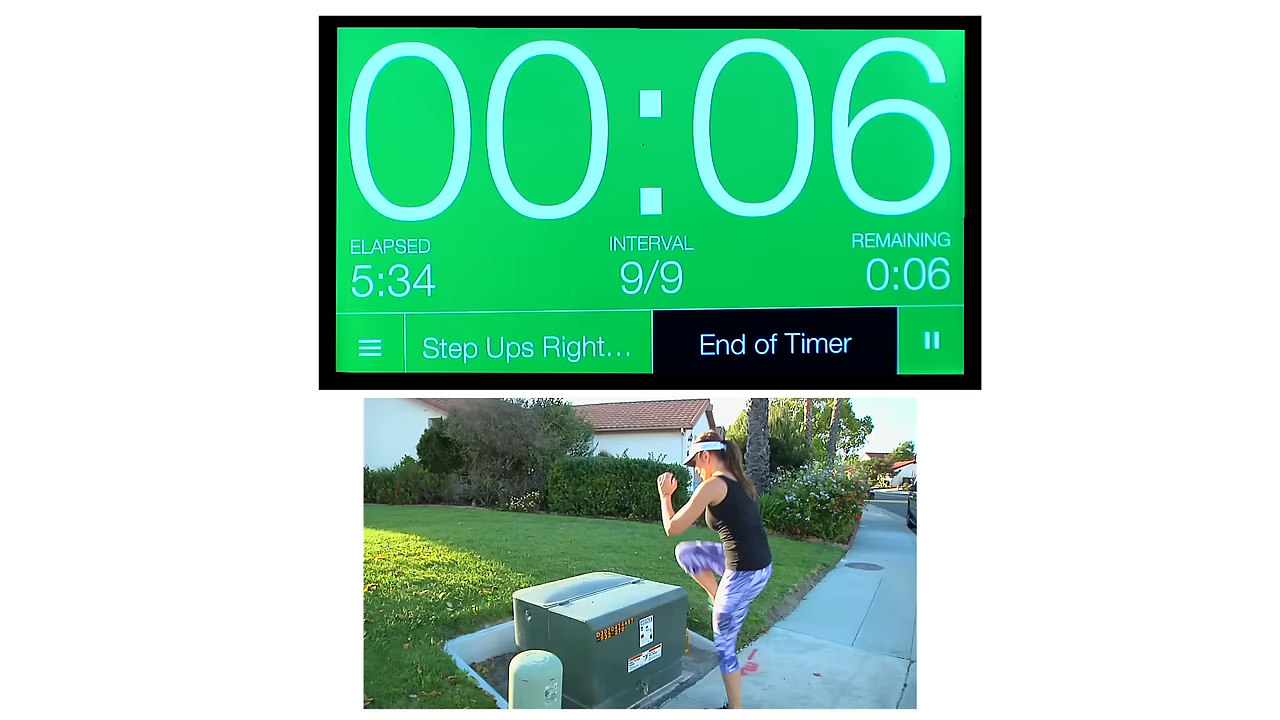 00:06
ELAPSED INTERVAL REMAINING
5:34 9/9 0:06
Step Ups Right... End of Timer